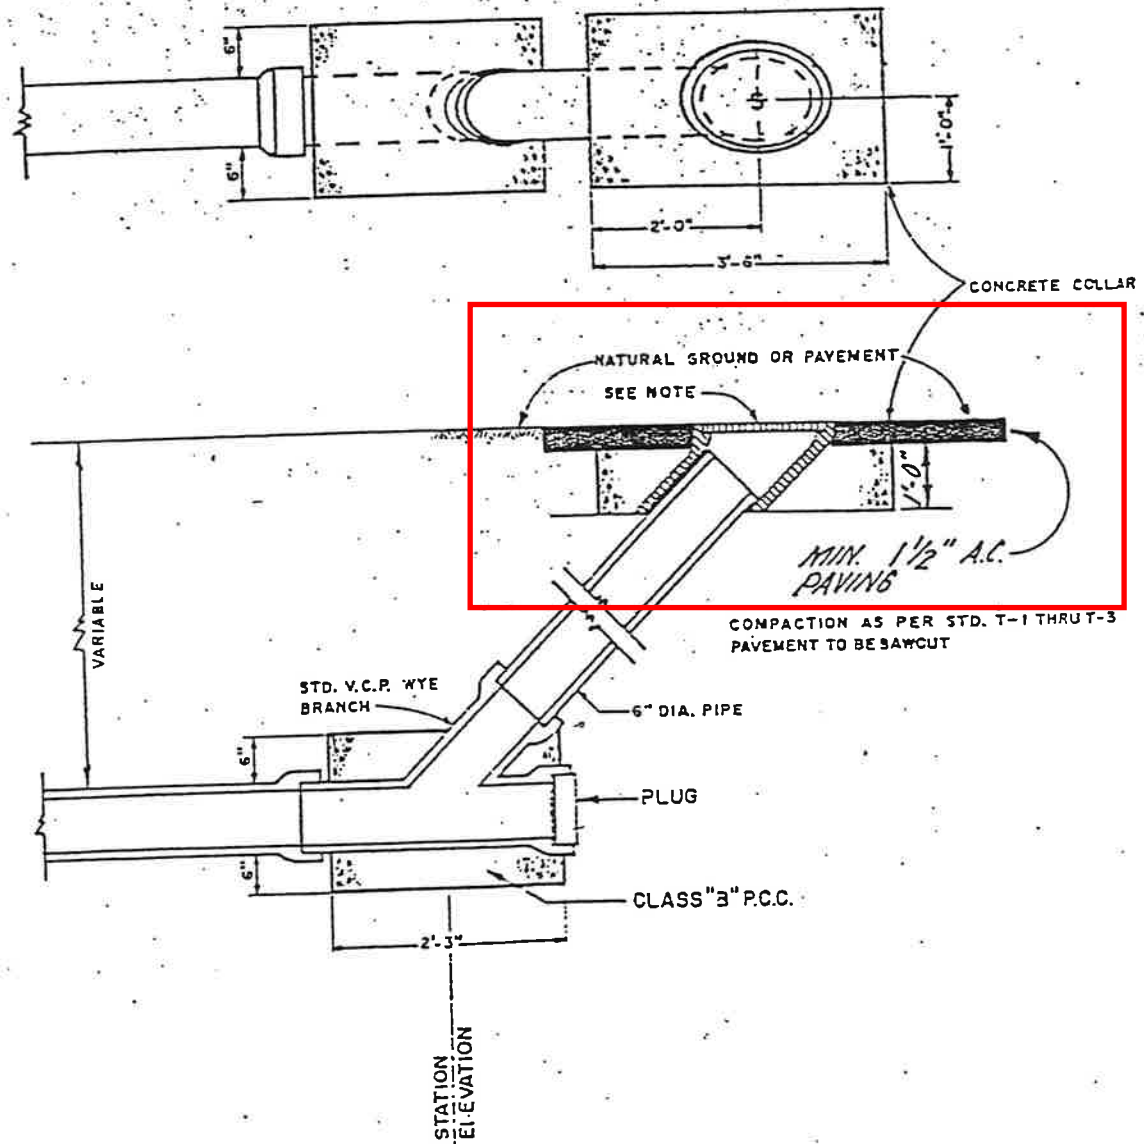 6"
6"
1'-0"
2'-0"
3'-6"
CONCRETE COLLAR
NATURAL GROUND OR PAVEMENT
SEE NOTE
1'-0"
MIN. 1½" A.C.
PAVING
COMPACTION AS PER STD. T-1 THRU T-3
PAVEMENT TO BE SAWCUT
VARIABLE
STD. V.C.P. WYE
BRANCH
6" DIA. PIPE
6"
PLUG
6"
CLASS "B" P.C.C.
2'-3"
STATION
ELEVATION